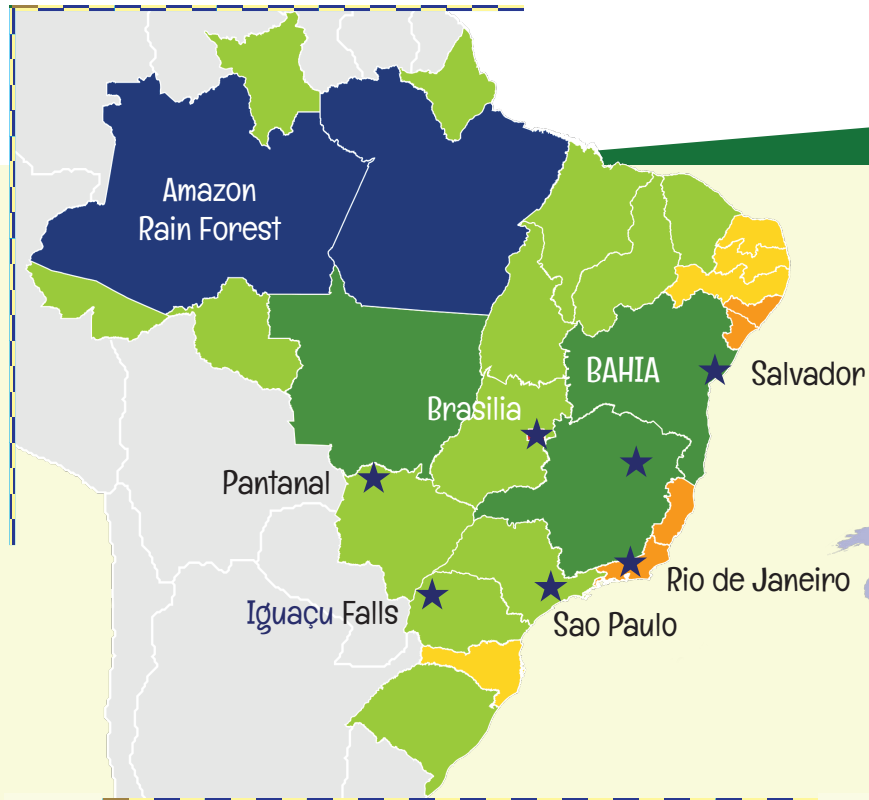 Amazon
Rain Forest
BAHIA
Salvador
Brasilia
Pantanal
Rio de Janeiro
Iguaçu Falls
Sao Paulo